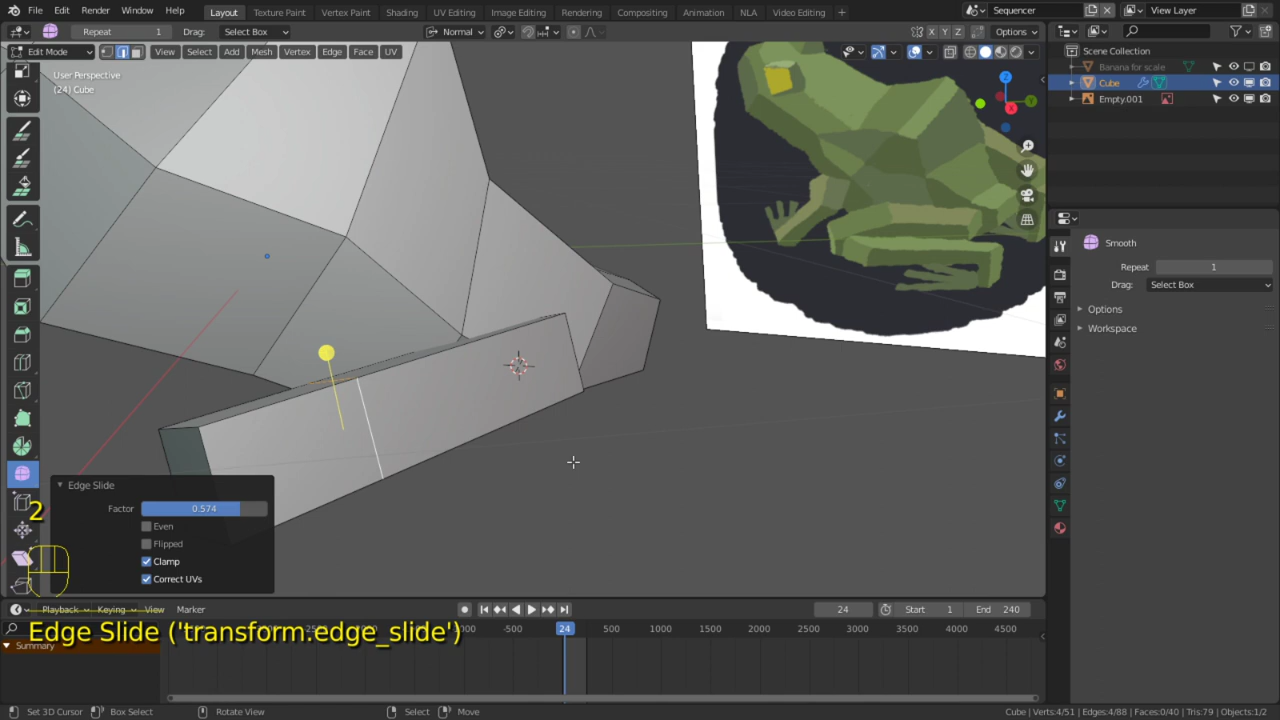 File Edit Render Window Help
Layout Texture Paint Vertex Paint Shading UV Editing Image Editing Rendering Compositing Animation NLA Video Editing +
Sequencer View Layer
Repeat 1 Drag: Select Box Normal X Y Z Options
Edit Mode View Select Add Mesh Vertex Edge Face UV
User Perspective
(24) Cube
Scene Collection
Banana for scale
Cube
Empty.001
Z
Y
X
Smooth
Repeat 1
Drag: Select Box
Options
Workspace
Edge Slide
Factor 0.574
Even
Flipped
Clamp
Correct UVs
2
Edge Slide ('transform.edge_slide')
Playback Keying View Marker
24 Start 1 End 240
Summary
-500 24 500 1000 1500 2000 2500 3000 3500 4000 4500
Set 3D Cursor Box Select Rotate View Select Move
Cube | Verts:4/51 | Edges:4/88 | Faces:0/40 | Tris:79 | Objects:1/2